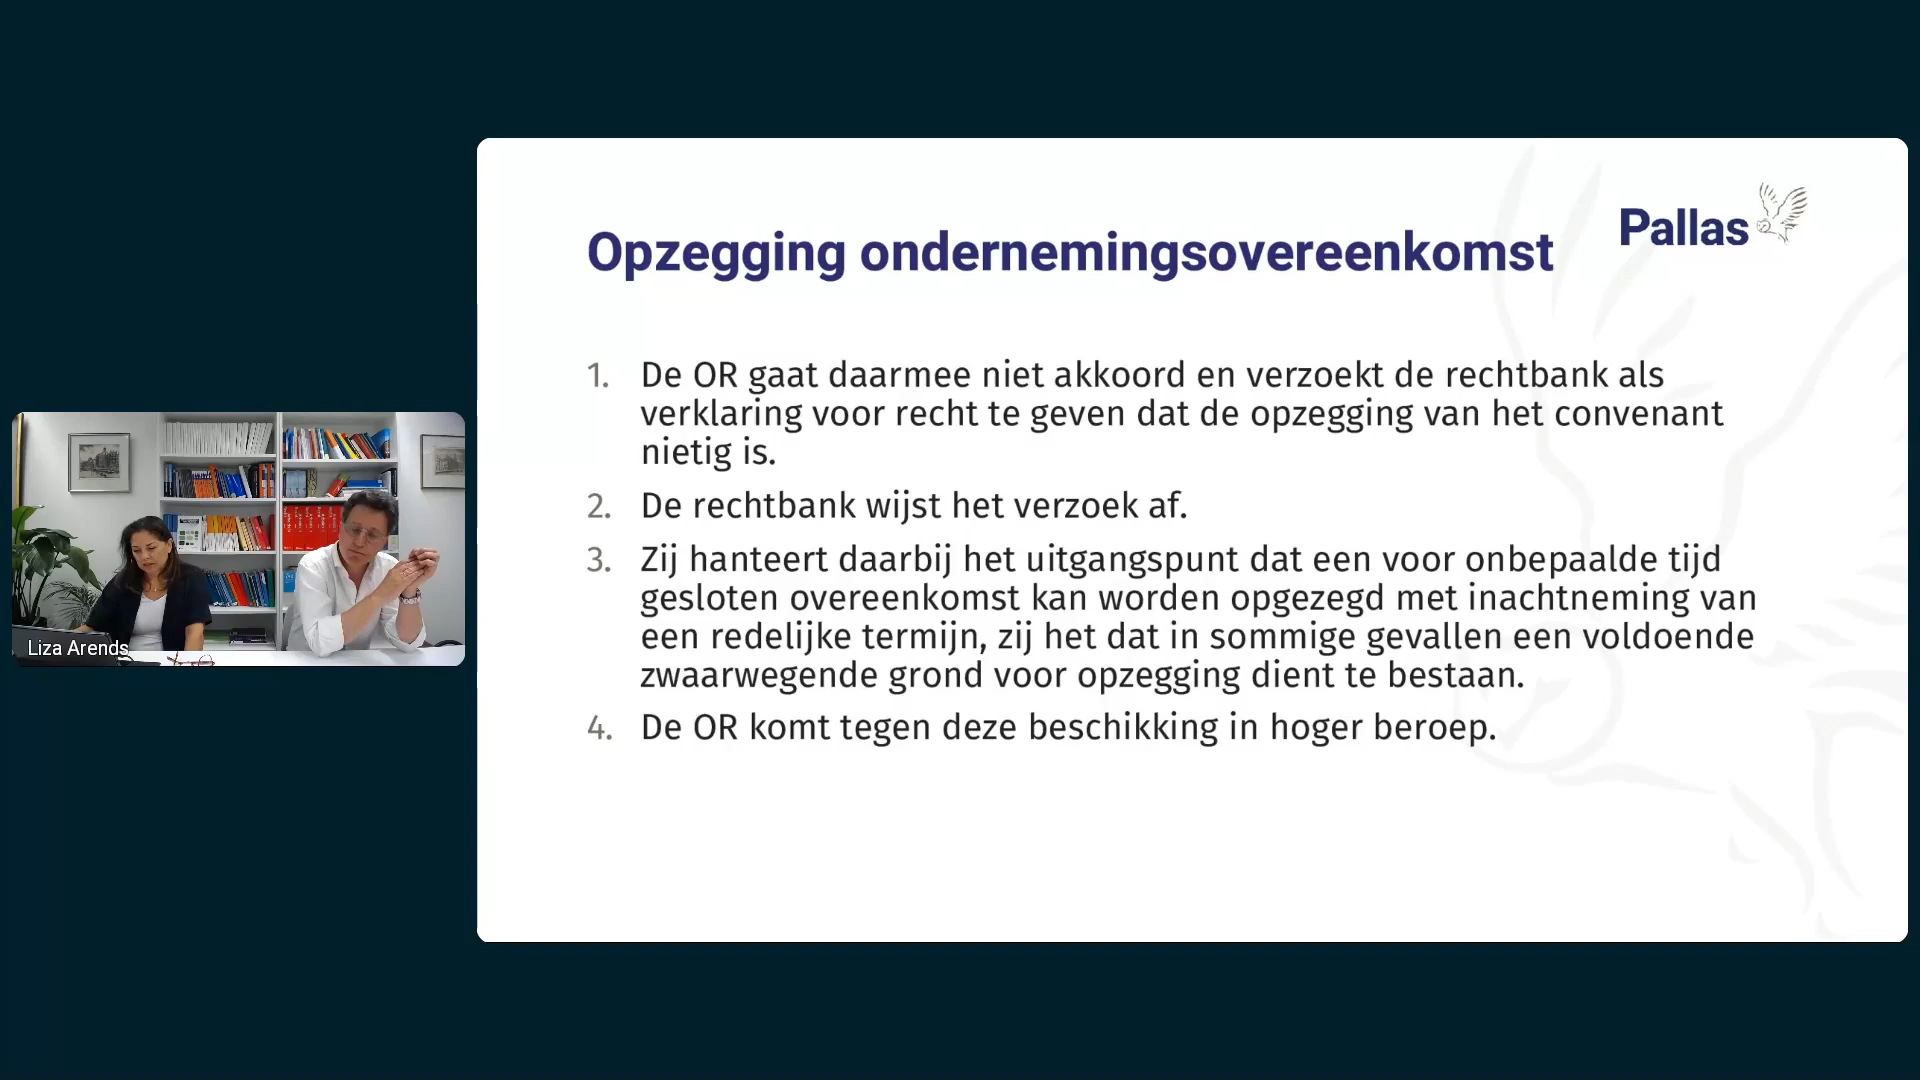 Pallas
Opzegging ondernemingsovereenkomst
1. De OR gaat daarmee niet akkoord en verzoekt de rechtbank als
verklaring voor recht te geven dat de opzegging van het convenant
nietig is.
2. De rechtbank wijst het verzoek af.
3. Zij hanteert daarbij het uitgangspunt dat een voor onbepaalde tijd
gesloten overeenkomst kan worden opgezegd met inachtneming van
een redelijke termijn, zij het dat in sommige gevallen een voldoende
zwaarwegende grond voor opzegging dient te bestaan.
4. De OR komt tegen deze beschikking in hoger beroep.
Liza Arends